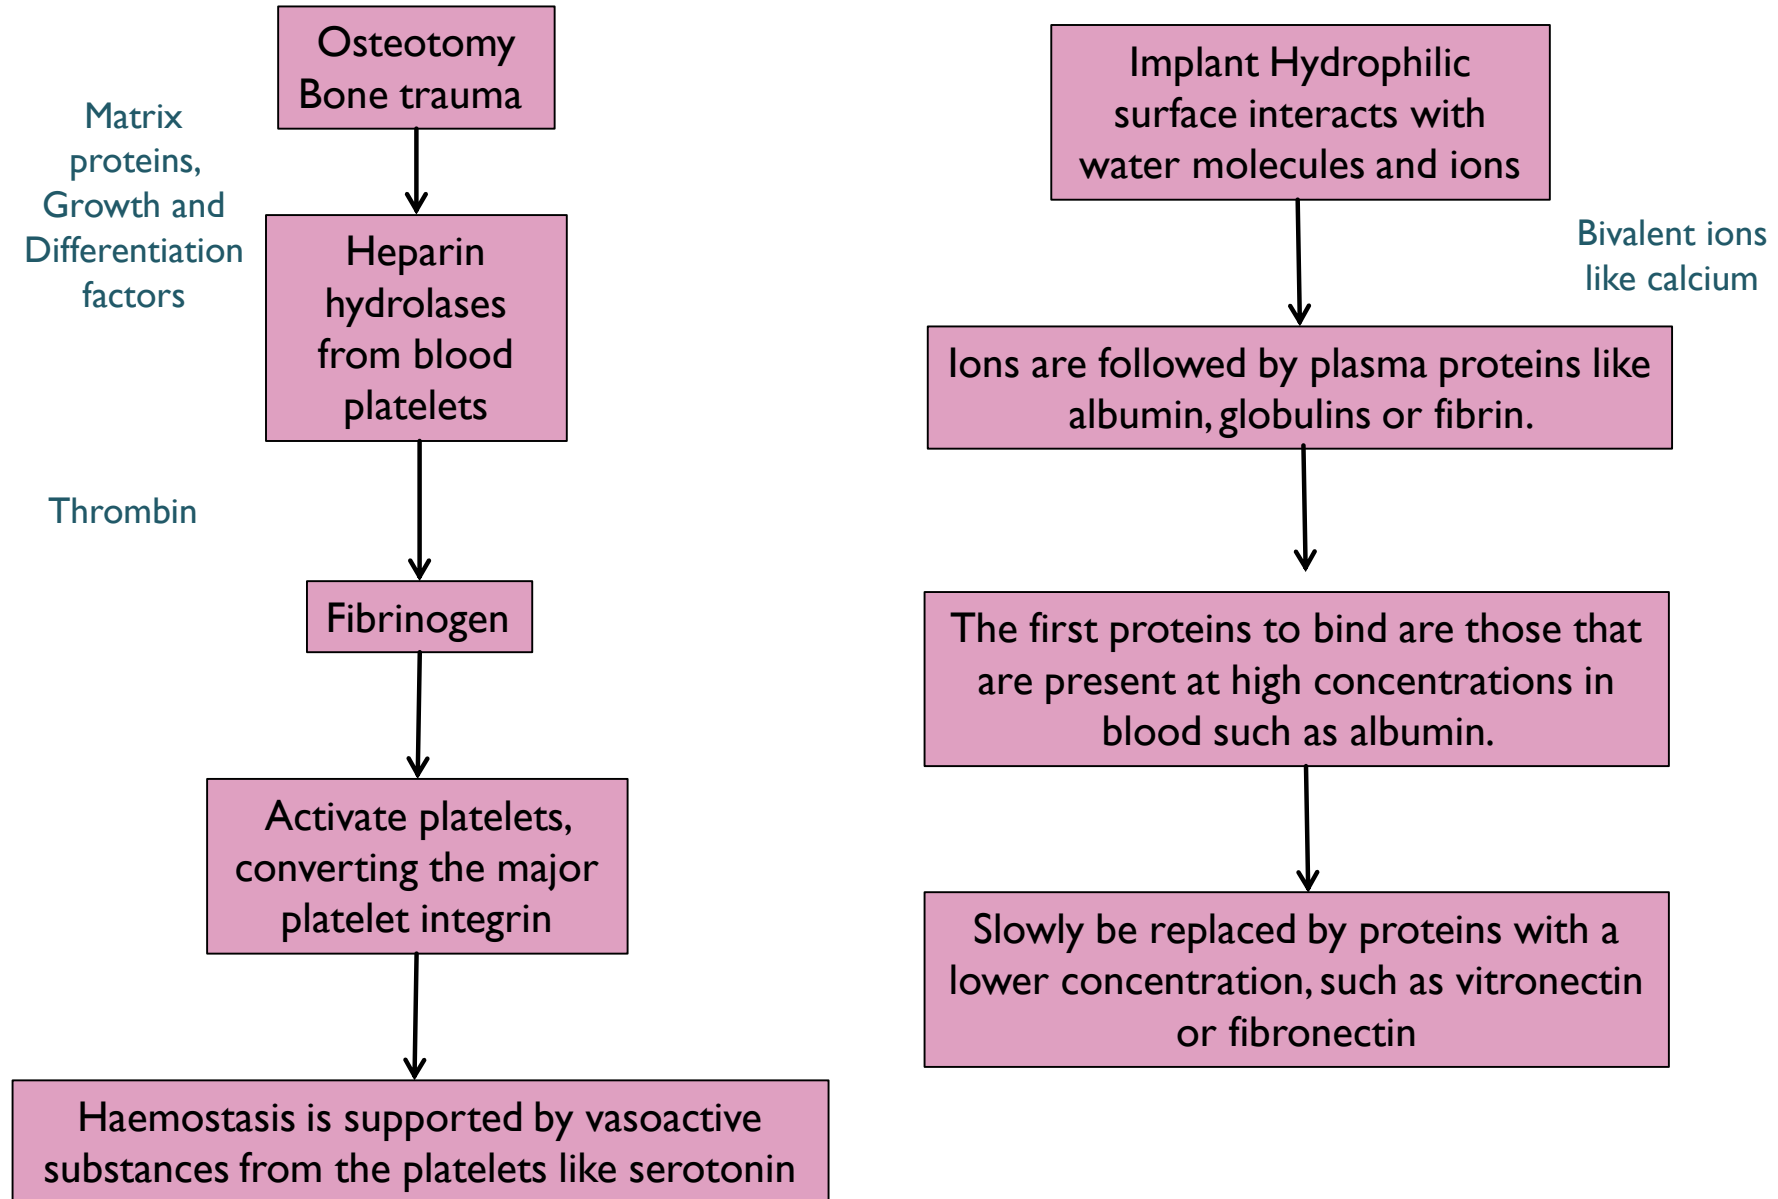 Osteotomy
Bone trauma
Matrix
proteins,
Growth and
Differentiation
factors
Heparin
hydrolases
from blood
platelets
Thrombin
Fibrinogen
Activate platelets,
converting the major
platelet integrin
Haemostasis is supported by vasoactive
substances from the platelets like serotonin
Implant Hydrophilic
surface interacts with
water molecules and ions
Bivalent ions
like calcium
Ions are followed by plasma proteins like
albumin, globulins or fibrin.
The first proteins to bind are those that
are present at high concentrations in
blood such as albumin.
Slowly be replaced by proteins with a
lower concentration, such as vitronectin
or fibronectin